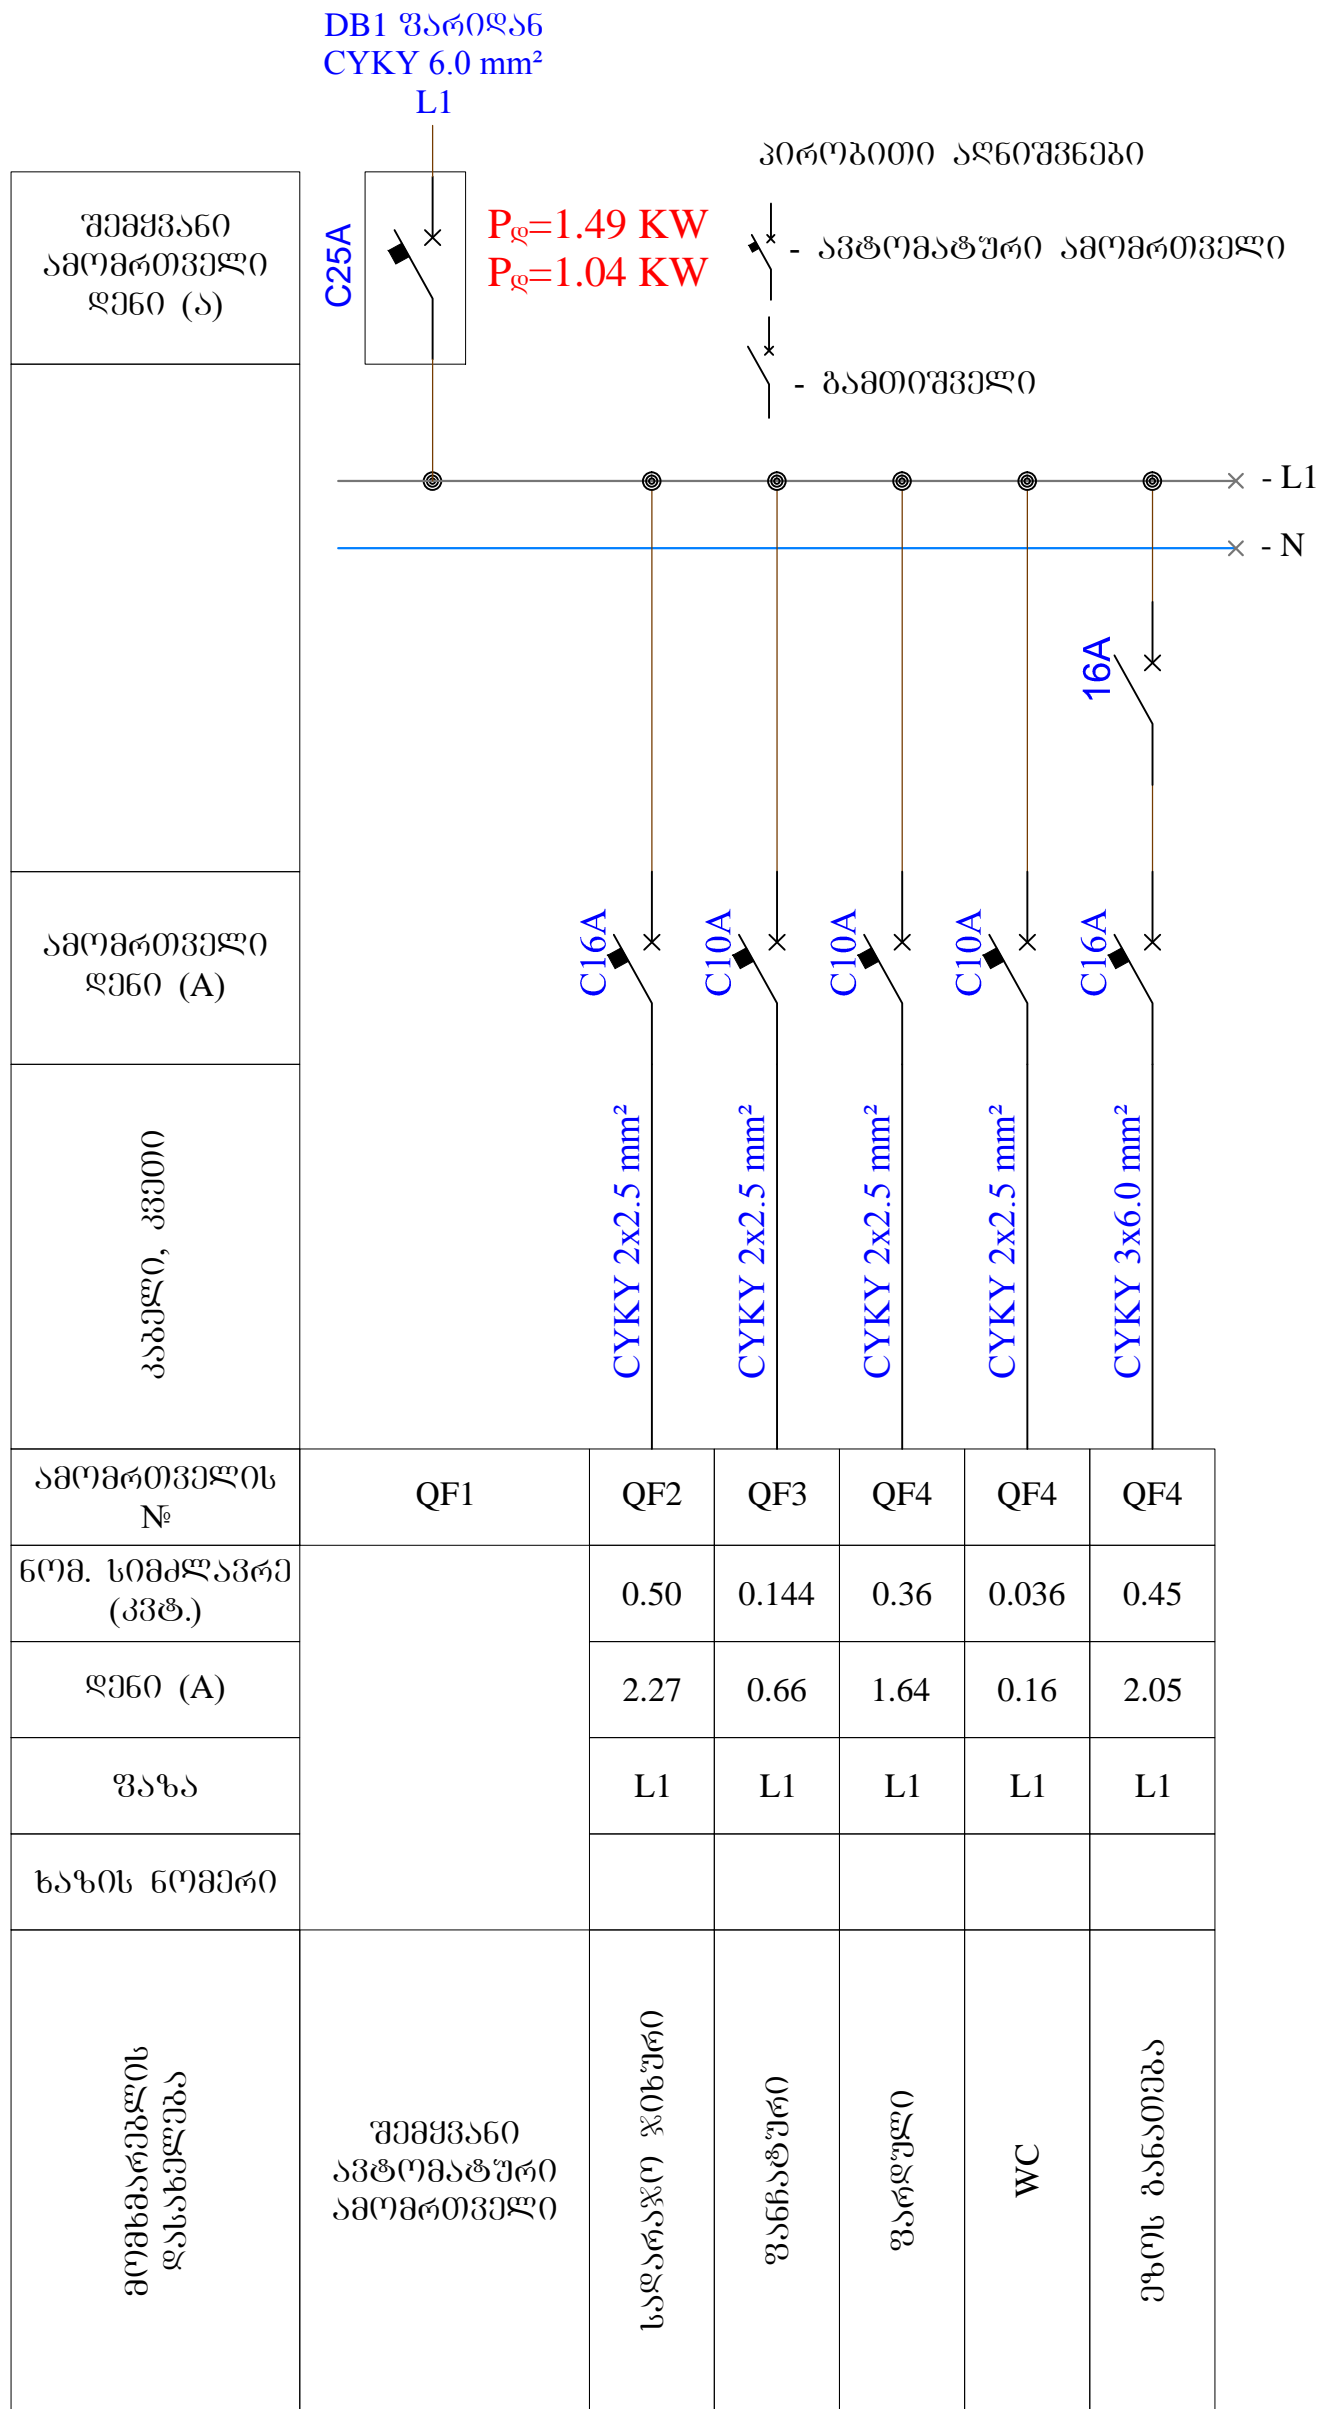 DB1 ფარიდან
CYKY 6.0 mm²
L1
პირობითი აღნიშვნები
შემყვანი
ამომრთველი
დენი (ა)
C25A
Pდ=1.49 KW
Pდ=1.04 KW
- ავტომატური ამომრთველი
- გამთიშველი
- L1
- N
16A
ამომრთველი
დენი (A)
C16A
C10A
C10A
C10A
C16A
კაბელი, კვეთი
CYKY 2x2.5 mm²
CYKY 2x2.5 mm²
CYKY 2x2.5 mm²
CYKY 2x2.5 mm²
CYKY 3x6.0 mm²
ამომრთველის
№
QF1
QF2
QF3
QF4
QF4
QF4
ნომ. სიმძლავრე
(კვტ.)
0.50
0.144
0.36
0.036
0.45
დენი (A)
2.27
0.66
1.64
0.16
2.05
ფაზა
L1
L1
L1
L1
L1
ხაზის ნომერი
მომხმარებლის
დასახელება
შემყვანი
ავტომატური
ამომრთველი
სადარაჯო ჯიხური
ფანჩატური
ფარდული
WC
ეზოს განათება